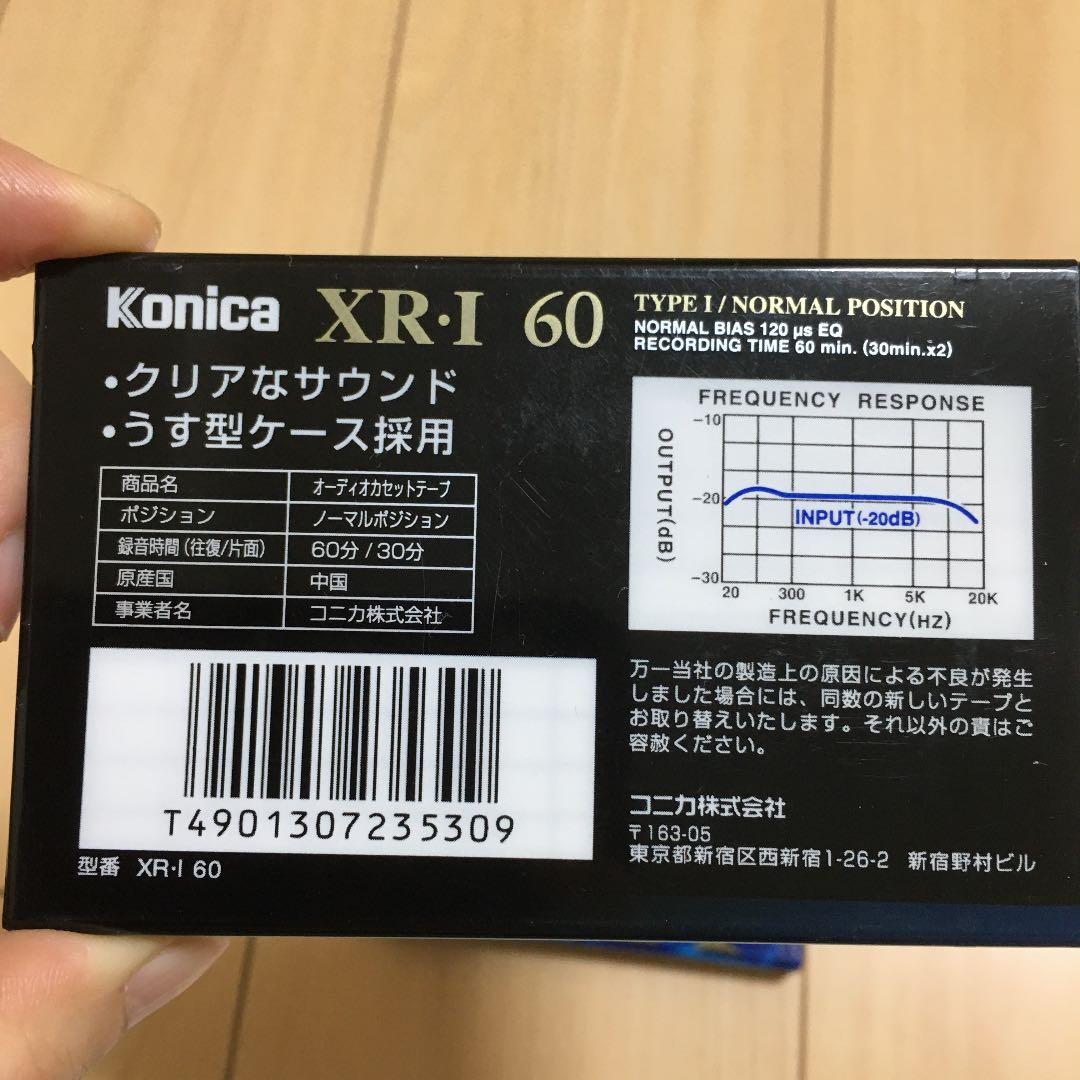 Konica XR·I 60
TYPE I / NORMAL POSITION
NORMAL BIAS 120 µs EQ
RECORDING TIME 60 min. (30min.x2)
・クリアなサウンド
・うす型ケース採用
商品名 オーディオカセットテープ
ポジション ノーマルポジション
録音時間(往復/片面) 60分 / 30分
原産国 中国
事業者名 コニカ株式会社
FREQUENCY RESPONSE
OUTPUT(dB)
-10
-20
-30
INPUT(-20dB)
20 300 1K 5K 20K
FREQUENCY(HZ)
万一当社の製造上の原因による不良が発生
しました場合には、同数の新しいテープと
お取り替えいたします。それ以外の責はご
容赦ください。
コニカ株式会社
〒163-05
東京都新宿区西新宿1-26-2 新宿野村ビル
T4901307235309
型番 XR·I 60